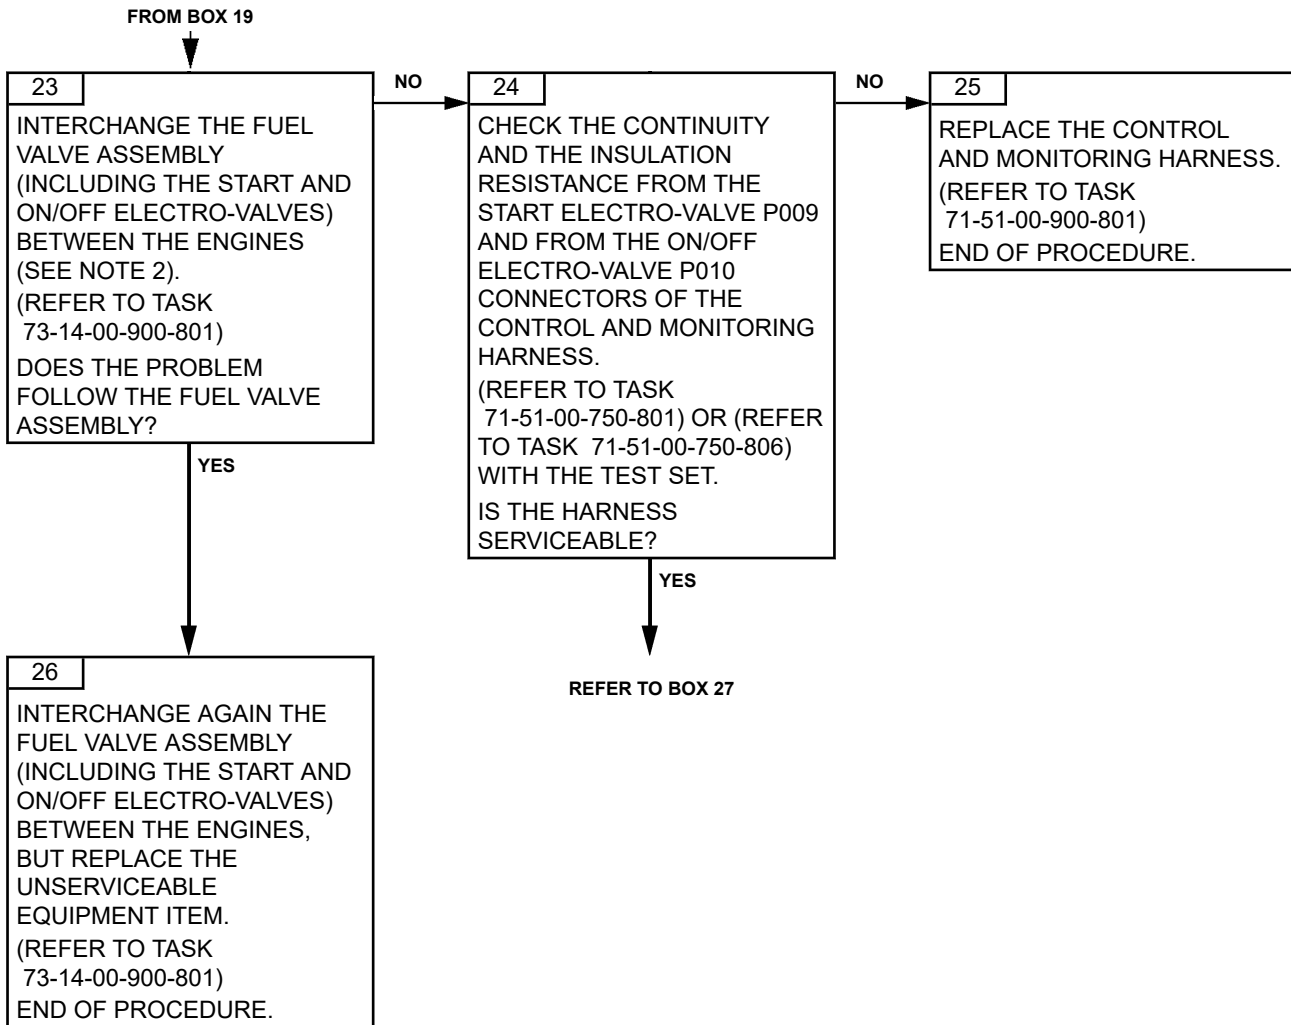 FROM BOX 19
23
INTERCHANGE THE FUEL
VALVE ASSEMBLY
(INCLUDING THE START AND
ON/OFF ELECTRO-VALVES)
BETWEEN THE ENGINES
(SEE NOTE 2).
(REFER TO TASK
73-14-00-900-801)
DOES THE PROBLEM
FOLLOW THE FUEL VALVE
ASSEMBLY?
NO
24
CHECK THE CONTINUITY
AND THE INSULATION
RESISTANCE FROM THE
START ELECTRO-VALVE P009
AND FROM THE ON/OFF
ELECTRO-VALVE P010
CONNECTORS OF THE
CONTROL AND MONITORING
HARNESS.
(REFER TO TASK
71-51-00-750-801) OR (REFER
TO TASK 71-51-00-750-806)
WITH THE TEST SET.
IS THE HARNESS
SERVICEABLE?
NO
25
REPLACE THE CONTROL
AND MONITORING HARNESS.
(REFER TO TASK
71-51-00-900-801)
END OF PROCEDURE.
YES
YES
REFER TO BOX 27
26
INTERCHANGE AGAIN THE
FUEL VALVE ASSEMBLY
(INCLUDING THE START AND
ON/OFF ELECTRO-VALVES)
BETWEEN THE ENGINES,
BUT REPLACE THE
UNSERVICEABLE
EQUIPMENT ITEM.
(REFER TO TASK
73-14-00-900-801)
END OF PROCEDURE.